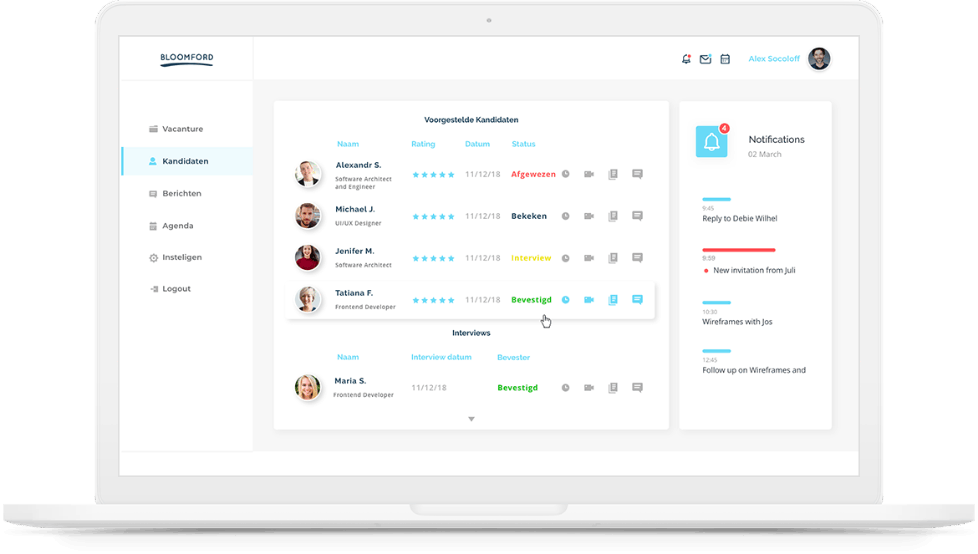 BLOOMFORD
Alex Socoloff
Vacanture
Kandidaten
Berichten
Agenda
Insteligen
Logout
Voorgestelde Kandidaten
Naam Rating Datum Status
Alexandr S.
Software Architect
and Engineer
11/12/18 Afgewezen
Michael J.
UI/UX Designer
11/12/18 Bekeken
Jenifer M.
Software Architect
11/12/18 Interview
Tatiana F.
Frontend Developer
11/12/18 Bevestigd
Interviews
Naam Interview datum Bevester
Maria S.
Frontend Developer
11/12/18 Bevestigd
4
Notifications
02 March
9:45
Reply to Debie Wilhel
9:59
New invitation from Juli
10:30
Wireframes with Jos
12:45
Follow up on Wireframes and